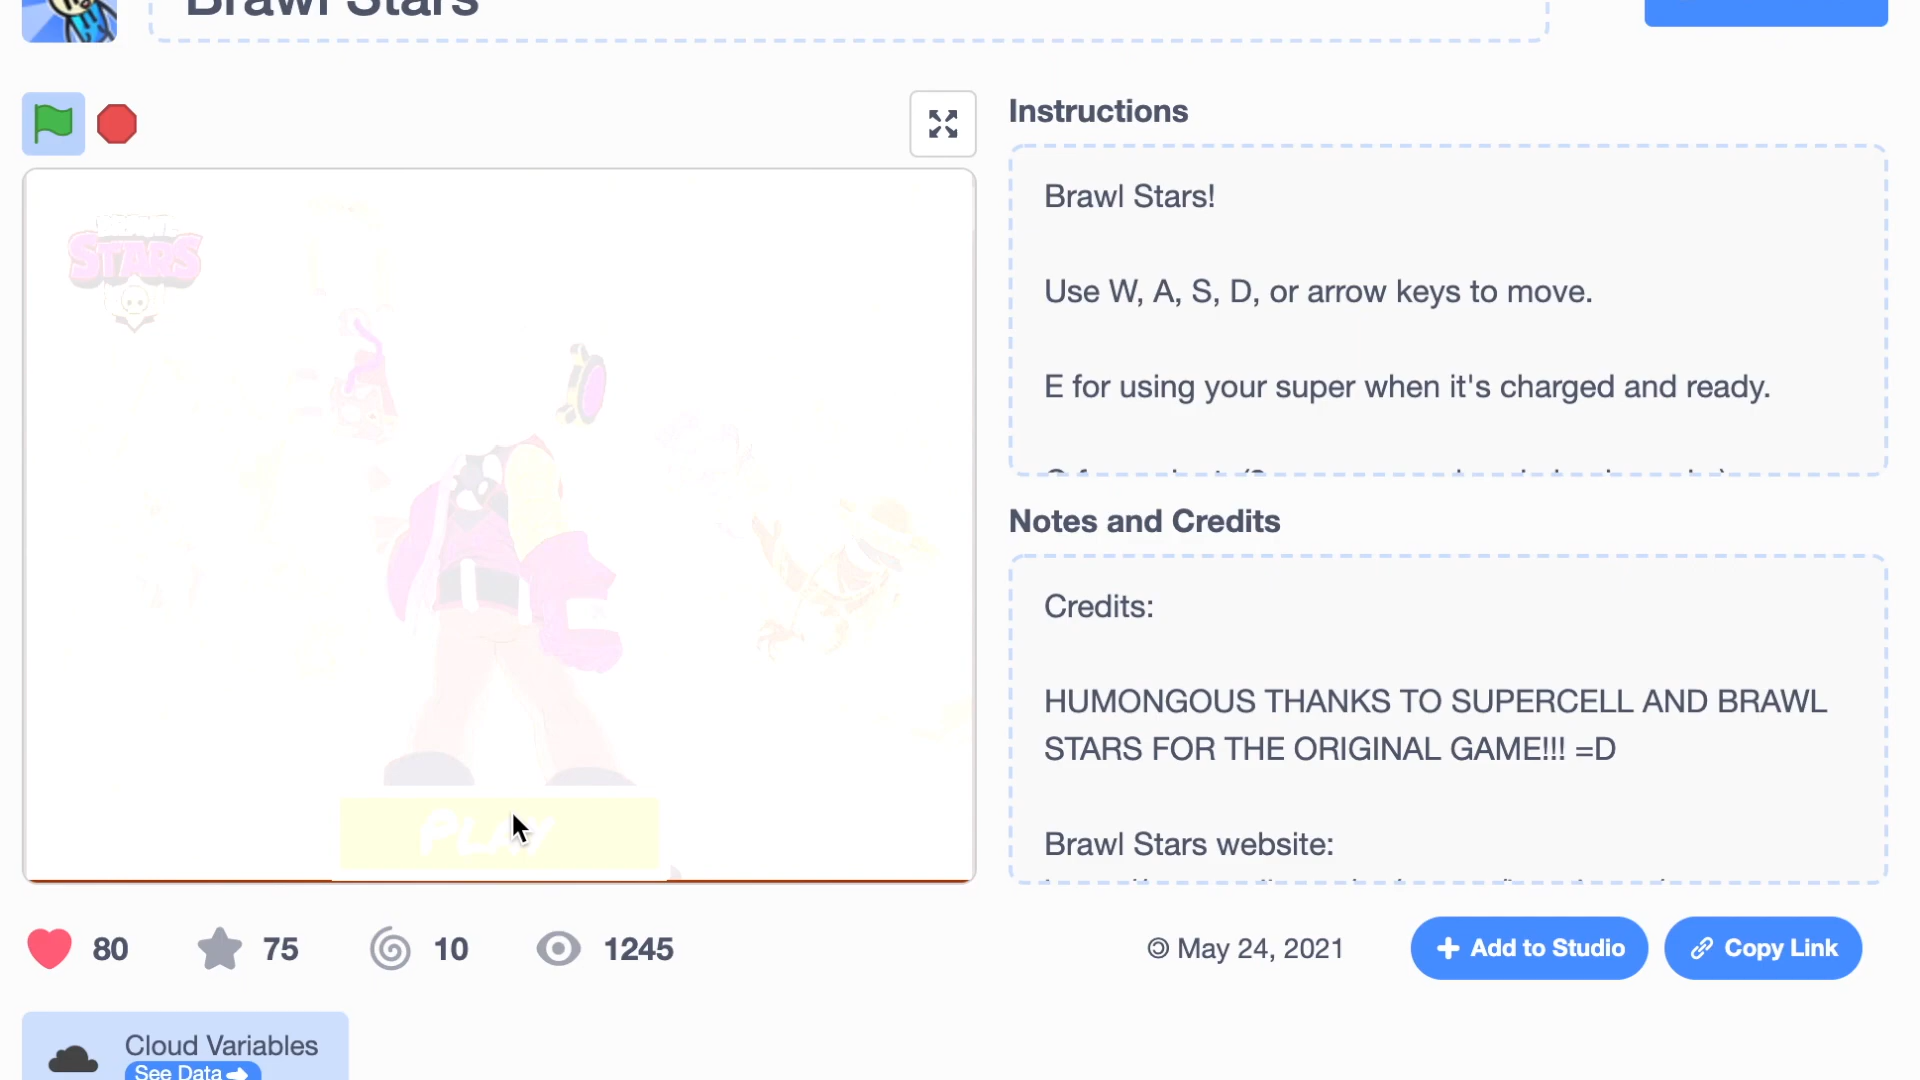 Brawl Stars
Instructions
Brawl Stars!
Use W, A, S, D, or arrow keys to move.
E for using your super when it's charged and ready.
STARS
Notes and Credits
Credits:
HUMONGOUS THANKS TO SUPERCELL AND BRAWL
STARS FOR THE ORIGINAL GAME!!! =D
Brawl Stars website:
PLAY
80
75
10
1245
May 24, 2021
Add to Studio
Copy Link
Cloud Variables
See Data